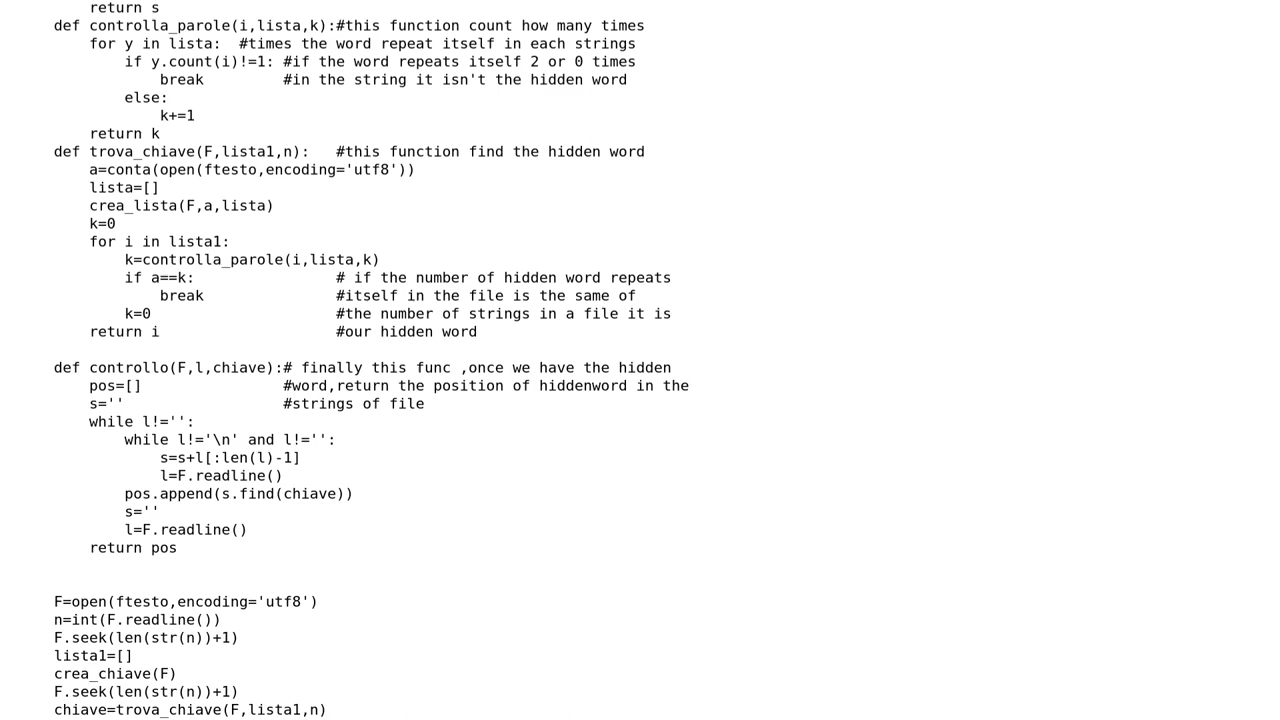 return s
def controlla_parole(i,lista,k):#this function count how many times
    for y in lista:  #times the word repeat itself in each strings
        if y.count(i)!=1: #if the word repeats itself 2 or 0 times
            break         #in the string it isn't the hidden word
        else:
            k+=1
    return k
def trova_chiave(F,lista1,n):   #this function find the hidden word
    a=conta(open(ftesto,encoding='utf8'))
    lista=[]
    crea_lista(F,a,lista)
    k=0
    for i in lista1:
        k=controlla_parole(i,lista,k)
        if a==k:                # if the number of hidden word repeats
            break               #itself in the file is the same of
        k=0                     #the number of strings in a file it is
    return i                    #our hidden word

def controllo(F,l,chiave):# finally this func ,once we have the hidden
    pos=[]                #word,return the position of hiddenword in the
    s=''                  #strings of file
    while l!='':
        while l!='\n' and l!='':
            s=s+l[:len(l)-1]
            l=F.readline()
        pos.append(s.find(chiave))
        s=''
        l=F.readline()
    return pos


F=open(ftesto,encoding='utf8')
n=int(F.readline())
F.seek(len(str(n))+1)
lista1=[]
crea_chiave(F)
F.seek(len(str(n))+1)
chiave=trova_chiave(F,lista1,n)